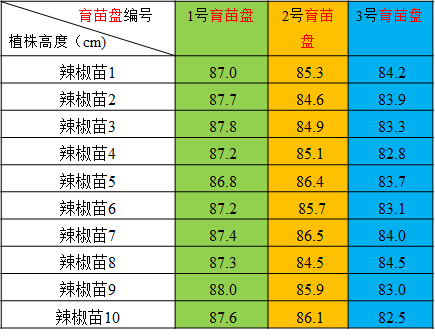 育苗盘编号
植株高度（cm)
1号育苗盘
2号育苗
盘
3号育苗盘
辣椒苗1 87.0 85.3 84.2
辣椒苗2 87.7 84.6 83.9
辣椒苗3 87.8 84.9 83.3
辣椒苗4 87.2 85.1 82.8
辣椒苗5 86.8 86.4 83.7
辣椒苗6 87.2 85.7 83.1
辣椒苗7 87.4 86.5 84.0
辣椒苗8 87.3 84.5 84.5
辣椒苗9 88.0 85.9 83.0
辣椒苗10 87.6 86.1 82.5